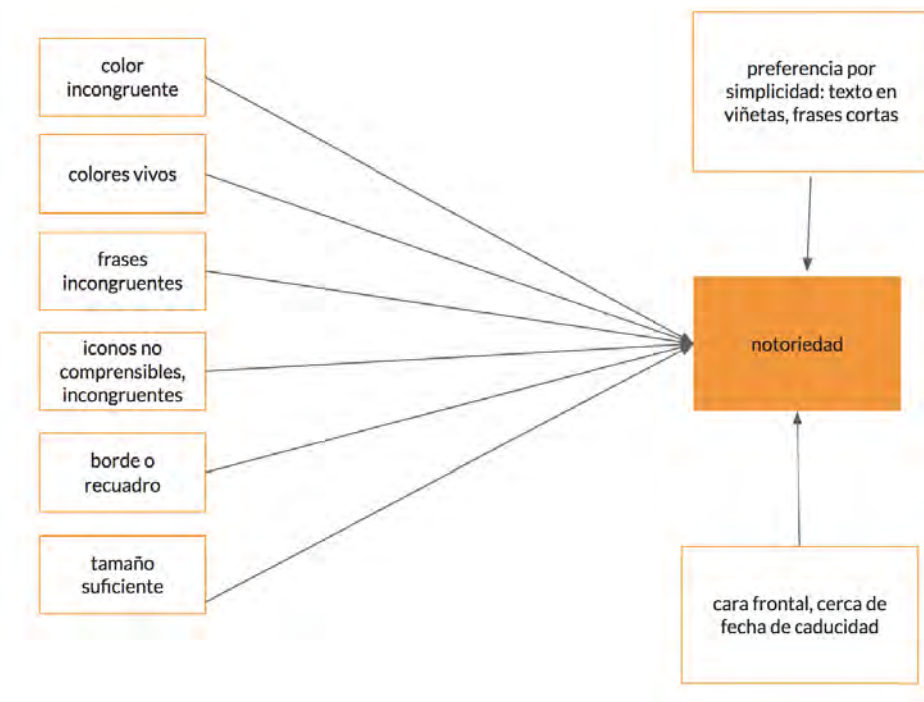 color
incongruente
colores vivos
frases
incongruentes
iconos no
comprensibles,
incongruentes
borde o
recuadro
tamaño
suficiente
preferencia por
simplicidad: texto en
viñetas, frases cortas
notoriedad
cara frontal, cerca de
fecha de caducidad